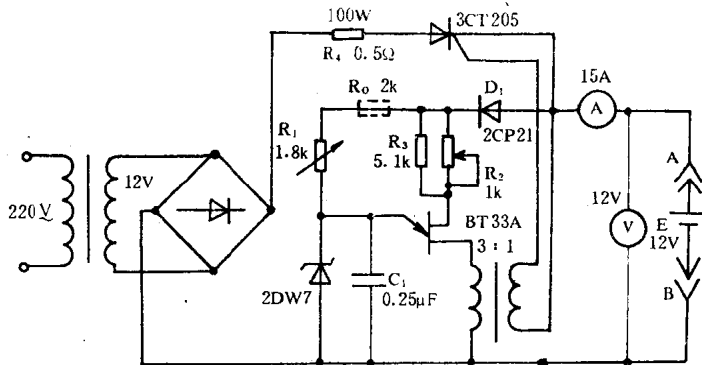 100W
3CT205
R₄ 0.5Ω
15A
A
R₀ 2k
D₁
2CP21
R₁
1.8k
R₃
5.1k
R₂
1k
12V
220V~
BT33A
3:1
2DW7
C₁
0.25μF
12V
V
A
E
12V
B